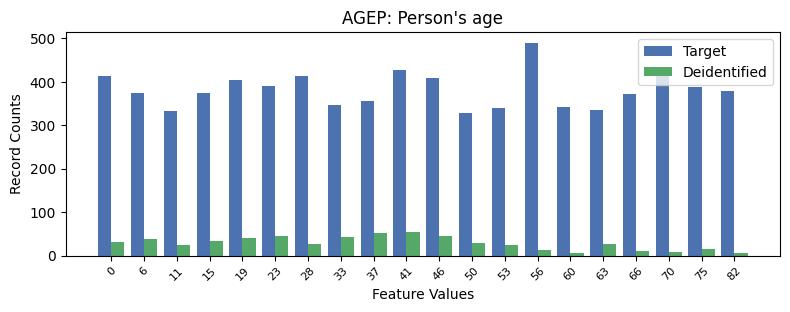 AGEP: Person's age
Target
Deidentified
Record Counts
500
400
300
200
100
0
0 6 11 15 19 23 28 33 37 41 46 50 53 56 60 63 66 70 75 82
Feature Values